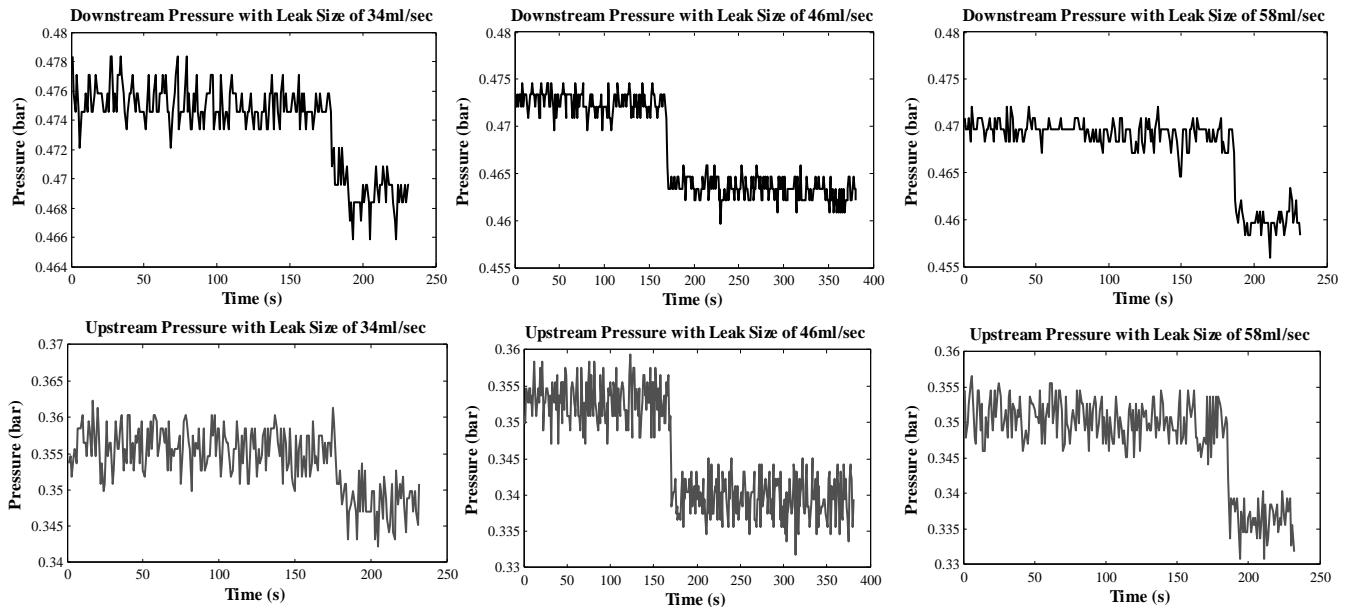 Downstream Pressure with Leak Size of 34ml/sec
0.48
0.478
0.476
0.474
0.472
0.47
0.468
0.466
0.464
Pressure (bar)
0 50 100 150 200 250
Time (s)
Downstream Pressure with Leak Size of 46ml/sec
0.48
0.475
0.47
0.465
0.46
0.455
Pressure (bar)
0 50 100 150 200 250 300 350 400
Time (s)
Downstream Pressure with Leak Size of 58ml/sec
0.48
0.475
0.47
0.465
0.46
0.455
Pressure (bar)
0 50 100 150 200 250
Time (s)
Upstream Pressure with Leak Size of 34ml/sec
0.37
0.365
0.36
0.355
0.35
0.345
0.34
Pressure (bar)
0 50 100 150 200 250
Time (s)
Upstream Pressure with Leak Size of 46ml/sec
0.36
0.355
0.35
0.345
0.34
0.335
0.33
Pressure (bar)
0 50 100 150 200 250 300 350 400
Time (s)
Upstream Pressure with Leak Size of 58ml/sec
0.36
0.355
0.35
0.345
0.34
0.335
0.33
Pressure (bar)
0 50 100 150 200 250
Time (s)